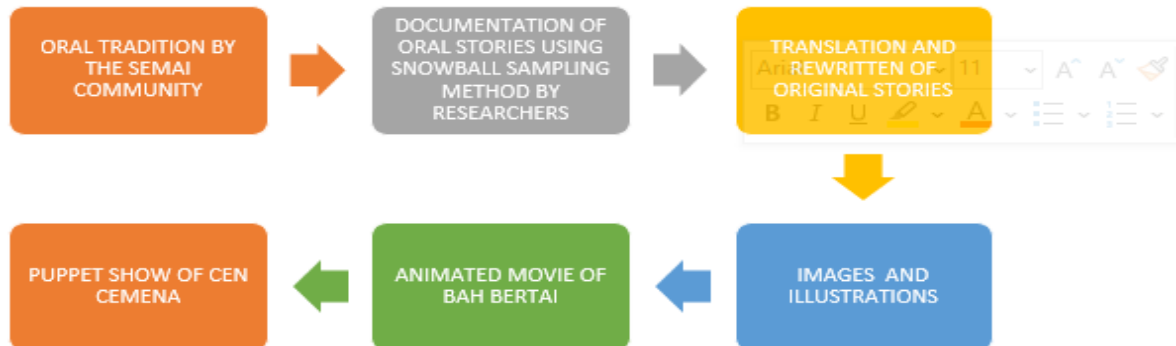 ORAL TRADITION BY
THE SEMAI
COMMUNITY
DOCUMENTATION OF
ORAL STORIES USING
SNOWBALL SAMPLING
METHOD BY
RESEARCHERS
TRANSLATION AND
REWRITTEN OF
ORIGINAL STORIES
11
A A
B I U A
IMAGES AND
ILLUSTRATIONS
ANIMATED MOVIE OF
BAH BERTAI
PUPPET SHOW OF CEN
CEMENA